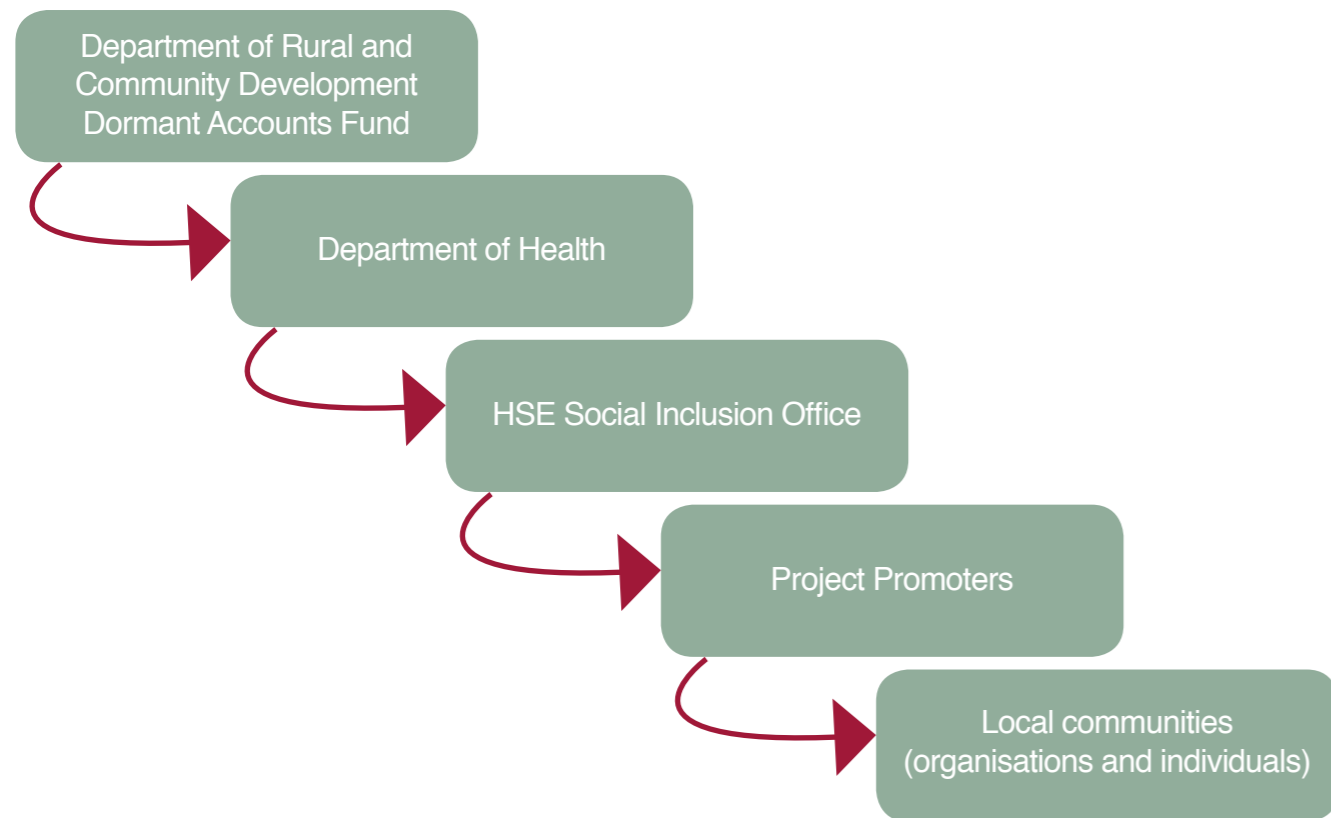 Department of Rural and
Community Development
Dormant Accounts Fund
Department of Health
HSE Social Inclusion Office
Project Promoters
Local communities
(organisations and individuals)